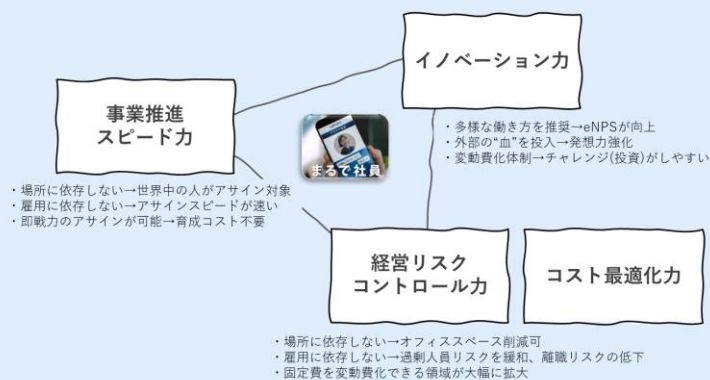 イノベーション力
・多様な働き方を推奨→eNPSが向上
・外部の“血”を投入→発想力強化
・変動費化体制→チャレンジ(投資)がしやすい
事業推進
スピード力
・場所に依存しない→世界中の人がアサイン対象
・雇用に依存しない→アサインスピードが速い
・即戦力のアサインが可能→育成コスト不要
まるで社員
経営リスク
コントロール力
コスト最適化力
・場所に依存しない→オフィススペース削減可
・雇用に依存しない→過剰人員リスクを緩和、離職リスクの低下
・固定費を変動費化できる領域が大幅に拡大